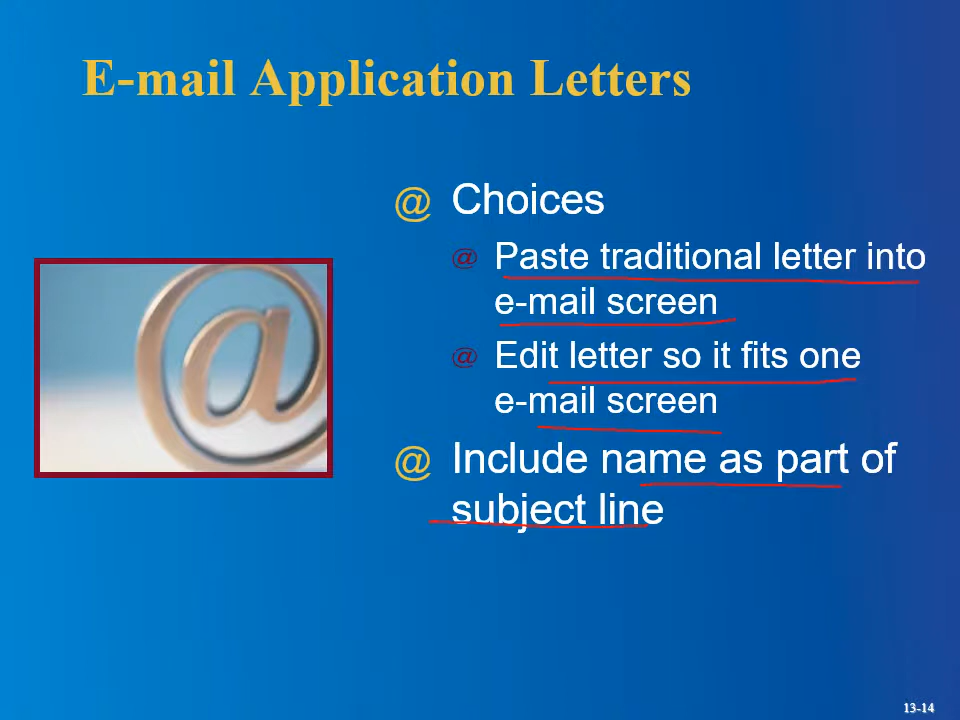 E-mail Application Letters
@ Choices
@ Paste traditional letter into
e-mail screen
@ Edit letter so it fits one
e-mail screen
@ Include name as part of
subject line
@
13-14